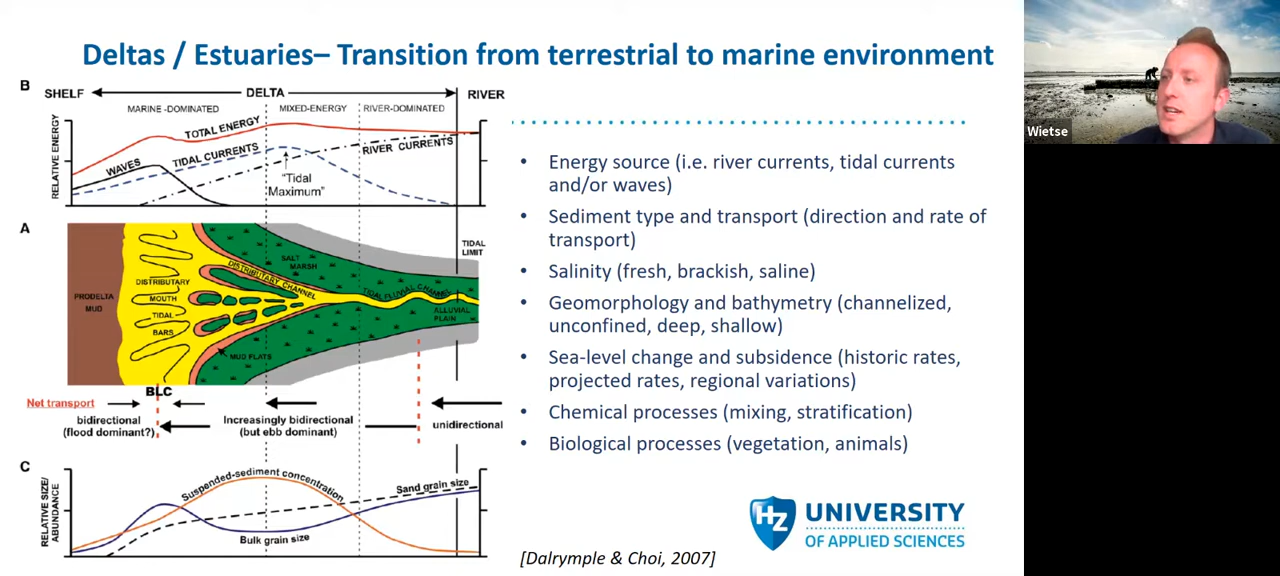 Deltas / Estuaries– Transition from terrestrial to marine environment
B
SHELF
DELTA
RIVER
MARINE-DOMINATED
MIXED-ENERGY
RIVER-DOMINATED
RELATIVE ENERGY
TOTAL ENERGY
WAVES
TIDAL CURRENTS
RIVER CURRENTS
"Tidal
Maximum"
A
TIDAL
LIMIT
SALT
MARSH
DISTRIBUTARY CHANNEL
DISTRIBUTARY
MOUTH
TIDAL
BARS
PRODELTA
MUD
TIDAL FLUVIAL CHANNEL
ALLUVIAL
PLAIN
MUD FLATS
BLC
Net transport
bidirectional
(flood dominant?)
Increasingly bidirectional
(but ebb dominant)
unidirectional
C
RELATIVE SIZE/
ABUNDANCE
Suspended-sediment concentration
Sand grain size
Bulk grain size
• Energy source (i.e. river currents, tidal currents
and/or waves)
• Sediment type and transport (direction and rate of
transport)
• Salinity (fresh, brackish, saline)
• Geomorphology and bathymetry (channelized,
unconfined, deep, shallow)
• Sea-level change and subsidence (historic rates,
projected rates, regional variations)
• Chemical processes (mixing, stratification)
• Biological processes (vegetation, animals)
HZ UNIVERSITY
OF APPLIED SCIENCES
[Dalrymple & Choi, 2007]
Wietse